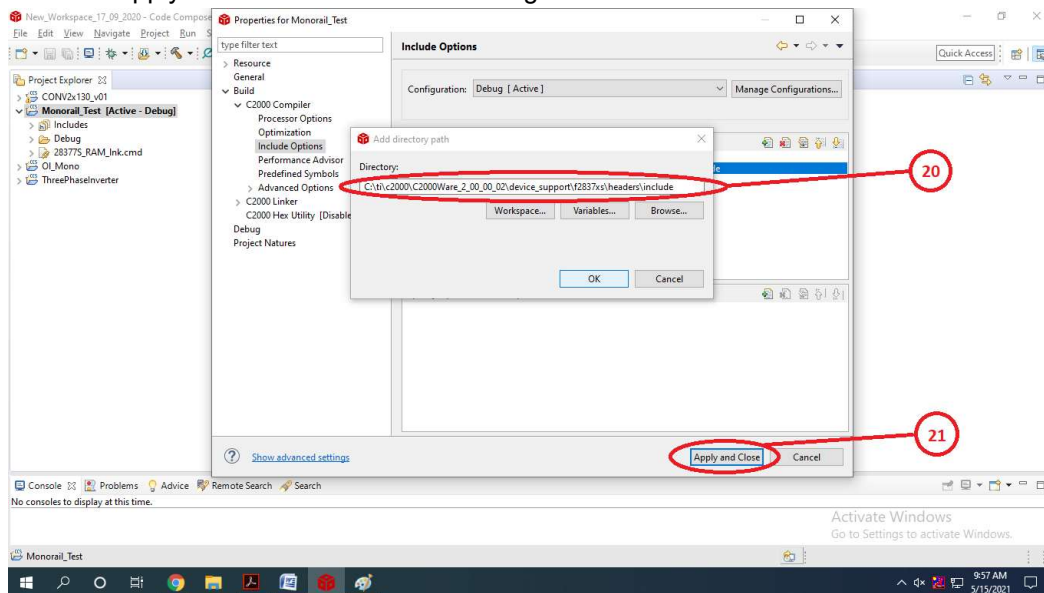 New_Workspace_17_09_2020 - Code Compose
File Edit View Navigate Project Run S
Quick Access
Project Explorer
CONV2x130_v01
Monorail_Test [Active - Debug]
Includes
Debug
28377S_RAM_lnk.cmd
OI_Mono
ThreePhaseInverter
Properties for Monorail_Test
type filter text
Resource
General
Build
C2000 Compiler
Processor Options
Optimization
Include Options
Performance Advisor
Predefined Symbols
Advanced Options
C2000 Linker
C2000 Hex Utility [Disable
Debug
Project Natures
Include Options
Configuration: Debug [ Active ]
Manage Configurations...
Add directory path
Directory:
C:\ti\c2000\C2000Ware_2_00_00_02\device_support\f2837xs\headers\include
Workspace... Variables... Browse...
OK Cancel
20
21
Show advanced settings
Apply and Close Cancel
Console Problems Advice Remote Search Search
No consoles to display at this time.
Activate Windows
Go to Settings to activate Windows.
Monorail_Test
9:57 AM
5/15/2021